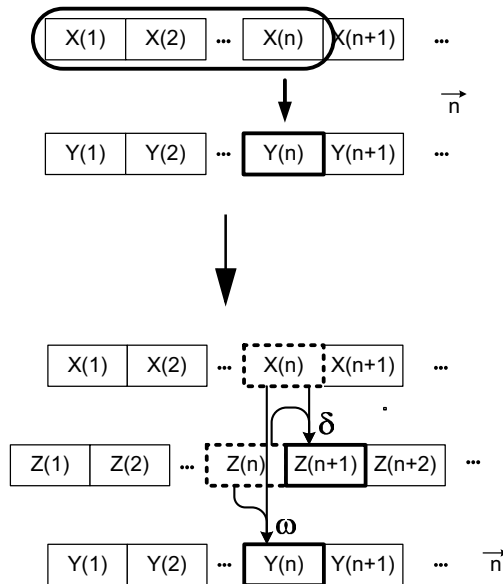 X(1) X(2) ... X(n) X(n+1) ...
n
Y(1) Y(2) ... Y(n) Y(n+1) ...
X(1) X(2) ... X(n) X(n+1) ...
δ
Z(1) Z(2) ... Z(n) Z(n+1) Z(n+2) ...
ω
Y(1) Y(2) ... Y(n) Y(n+1) ... n